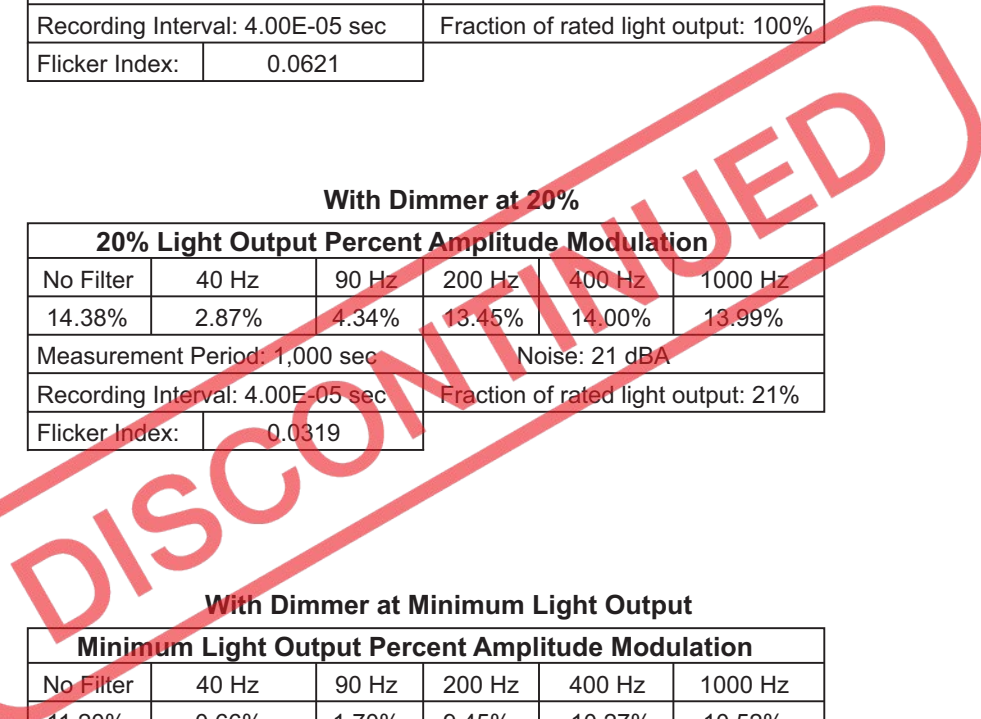 Recording Interval: 4.00E-05 sec Fraction of rated light output: 100%
Flicker Index: 0.0621
With Dimmer at 20%
20% Light Output Percent Amplitude Modulation
No Filter 40 Hz 90 Hz 200 Hz 400 Hz 1000 Hz
14.38% 2.87% 4.34% 13.45% 14.00% 13.99%
Measurement Period: 1,000 sec Noise: 21 dBA
Recording Interval: 4.00E-05 sec Fraction of rated light output: 21%
Flicker Index: 0.0319
DISCONTINUED
With Dimmer at Minimum Light Output
Minimum Light Output Percent Amplitude Modulation
No Filter 40 Hz 90 Hz 200 Hz 400 Hz 1000 Hz